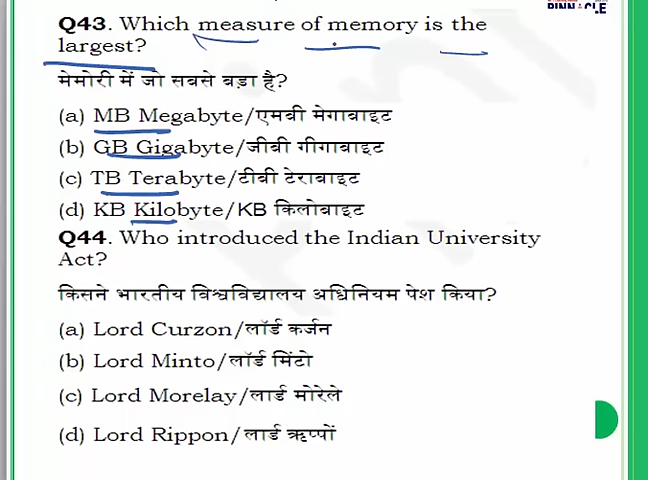 PINNACLE
Q43. Which measure of memory is the
largest?
मेमोरी में जो सबसे बड़ा है?
(a) MB Megabyte/एमबी मेगाबाइट
(b) GB Gigabyte/जीबी गीगाबाइट
(c) TB Terabyte/टीबी टेराबाइट
(d) KB Kilobyte/KB किलोबाइट
Q44. Who introduced the Indian University
Act?
किसने भारतीय विश्वविद्यालय अधिनियम पेश किया?
(a) Lord Curzon/लॉर्ड कर्जन
(b) Lord Minto/लॉर्ड मिंटो
(c) Lord Morelay/लार्ड मोरेले
(d) Lord Rippon/लार्ड ऋप्पों